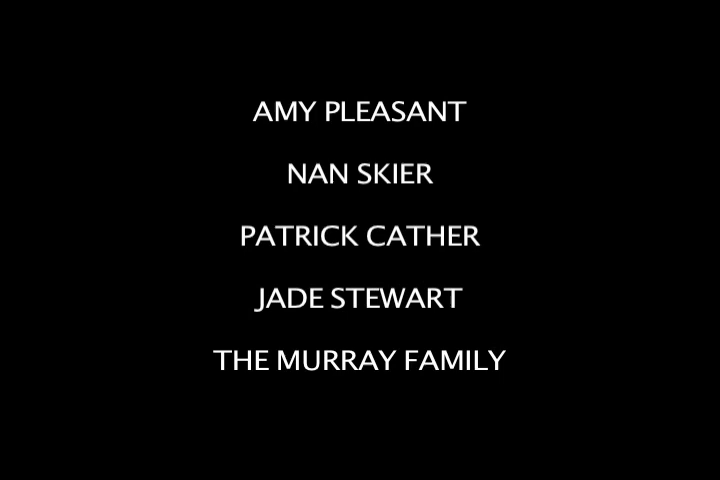 AMY PLEASANT
NAN SKIER
PATRICK CATHER
JADE STEWART
THE MURRAY FAMILY